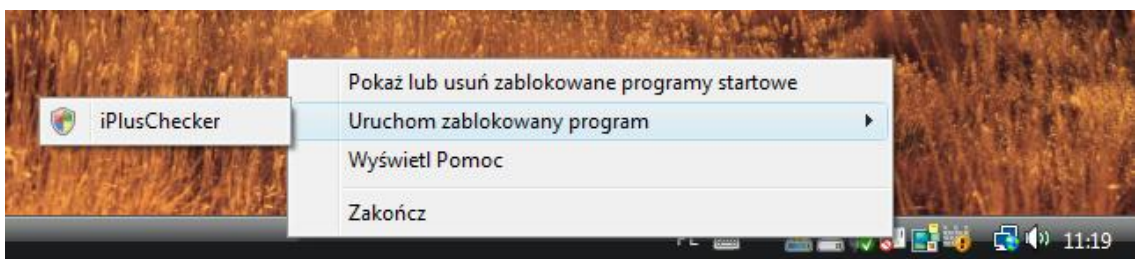 Pokaż lub usuń zablokowane programy startowe
iPlusChecker
Uruchom zablokowany program
Wyświetl Pomoc
Zakończ
11:19